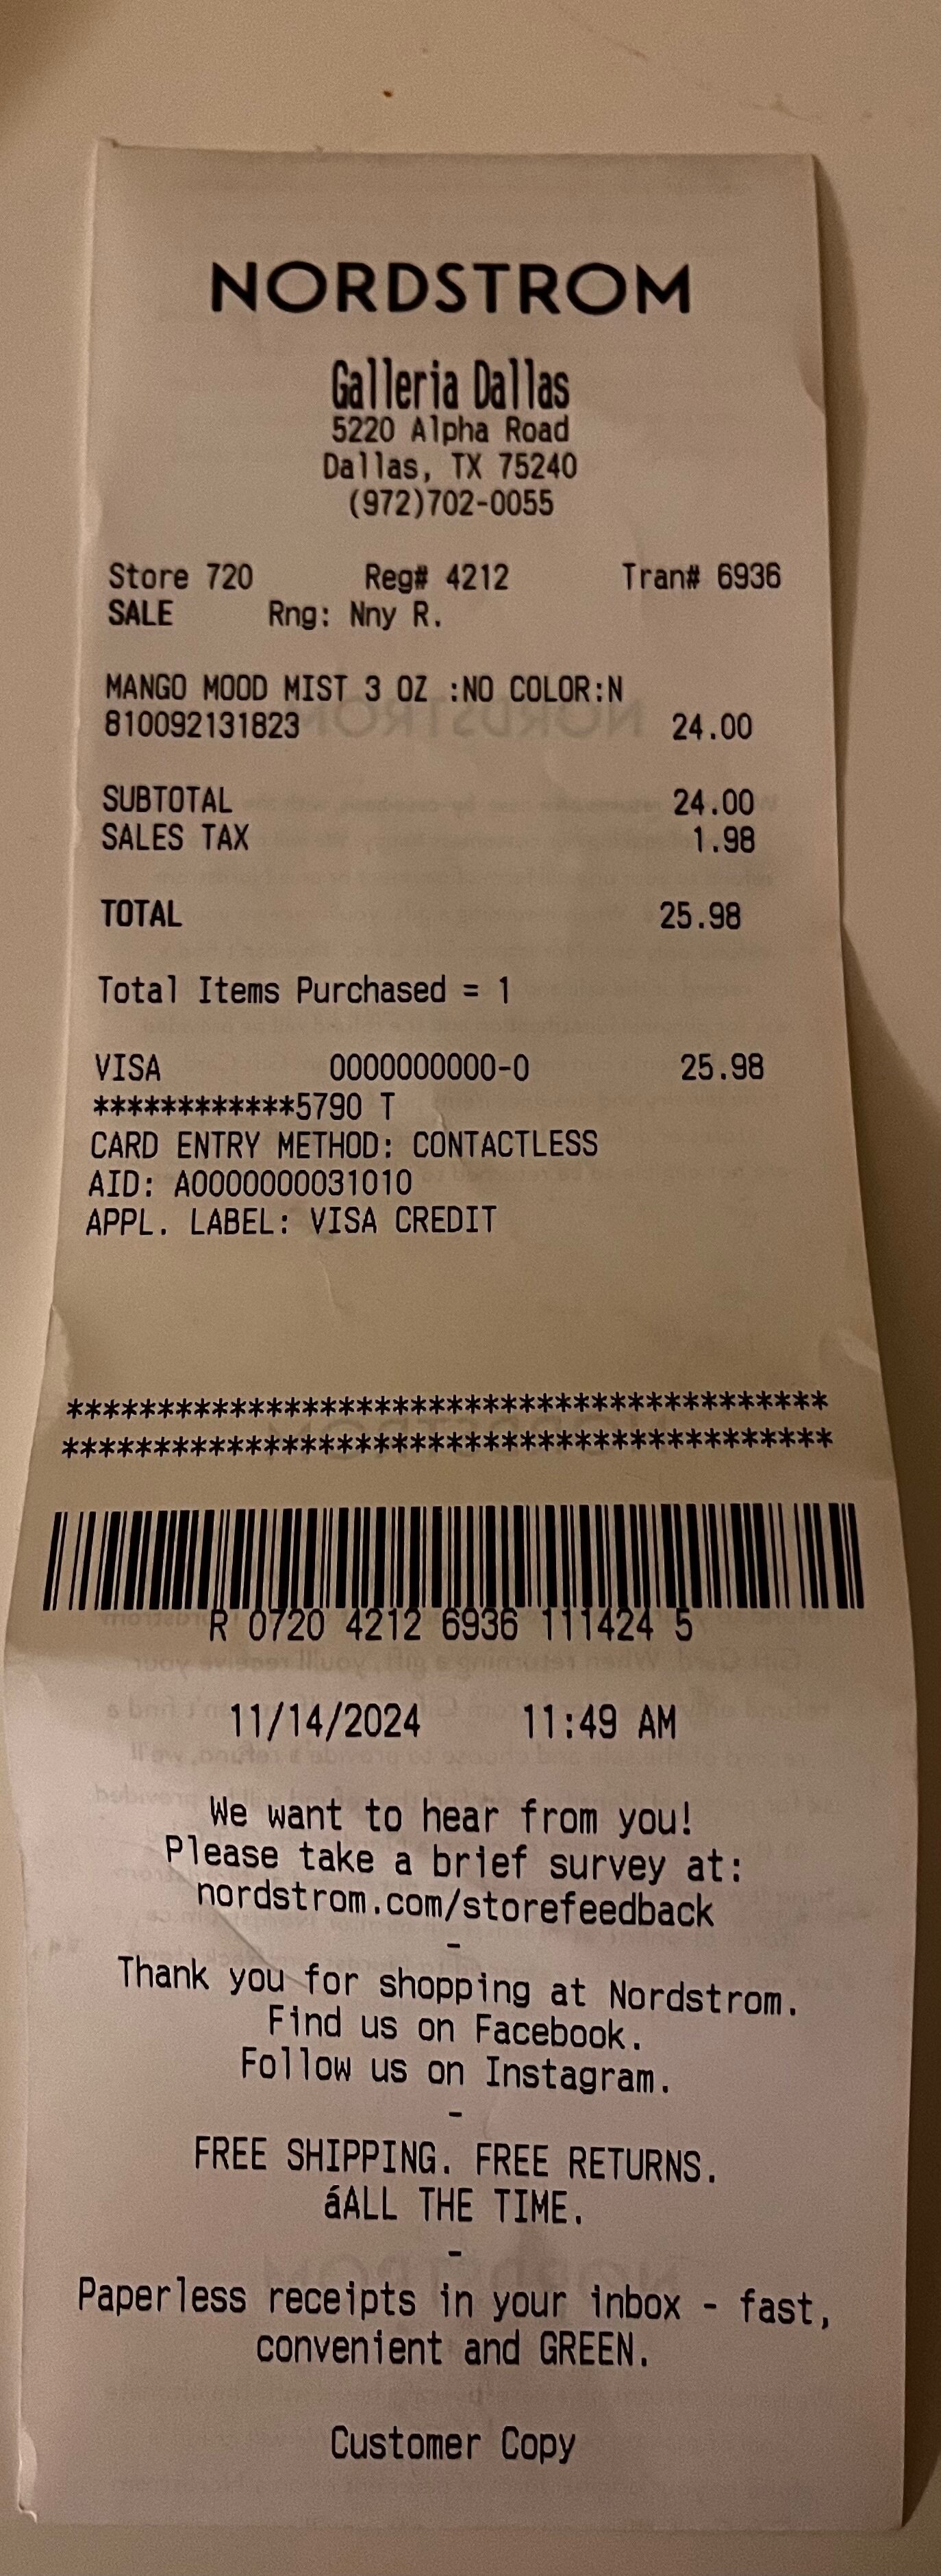 NORDSTROM
Galleria Dallas
5220 Alpha Road
Dallas, TX 75240
(972)702-0055
Store 720 Reg# 4212 Tran# 6936
SALE Rng: Nny R.
MANGO MOOD MIST 3 OZ :NO COLOR:N
810092131823 24.00
SUBTOTAL 24.00
SALES TAX 1.98
TOTAL 25.98
Total Items Purchased = 1
VISA 0000000000-0 25.98
************5790 T
CARD ENTRY METHOD: CONTACTLESS
AID: A0000000031010
APPL. LABEL: VISA CREDIT
******************************************
******************************************
R 0720 4212 6936 111424 5
11/14/2024 11:49 AM
We want to hear from you!
Please take a brief survey at:
nordstrom.com/storefeedback
-
Thank you for shopping at Nordstrom.
Find us on Facebook.
Follow us on Instagram.
-
FREE SHIPPING. FREE RETURNS.
áALL THE TIME.
-
Paperless receipts in your inbox - fast,
convenient and GREEN.
Customer Copy